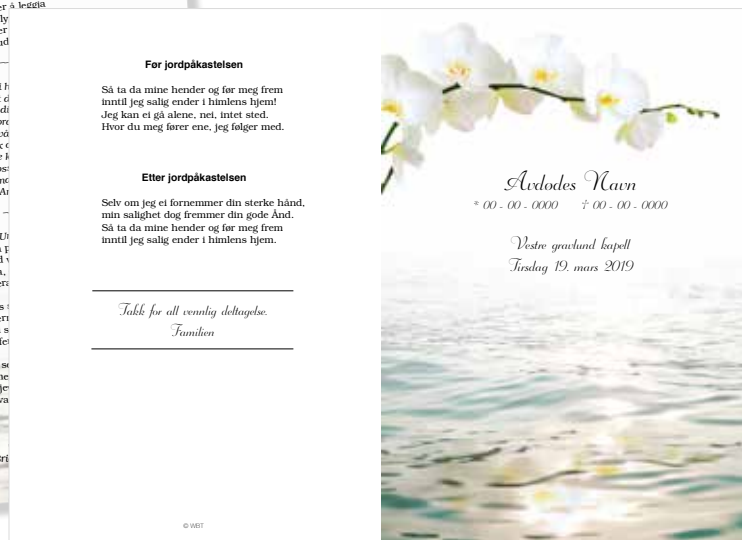 å leggja
Før jordpåkastelsen
Så ta da mine hender og før meg frem
inntil jeg salig ender i himlens hjem!
Jeg kan ei gå alene, nei, intet sted.
Hvor du meg fører ene, jeg følger med.
Etter jordpåkastelsen
Selv om jeg ei fornemmer din sterke hånd,
min salighet dog fremmer din gode Ånd.
Så ta da mine hender og før meg frem
inntil jeg salig ender i himlens hjem.
Takk for all vennlig deltagelse.
Familien
© WBT
Avdødes Navn
* 00 - 00 - 0000 † 00 - 00 - 0000
Vestre gravlund kapell
Tirsdag 19. mars 2019